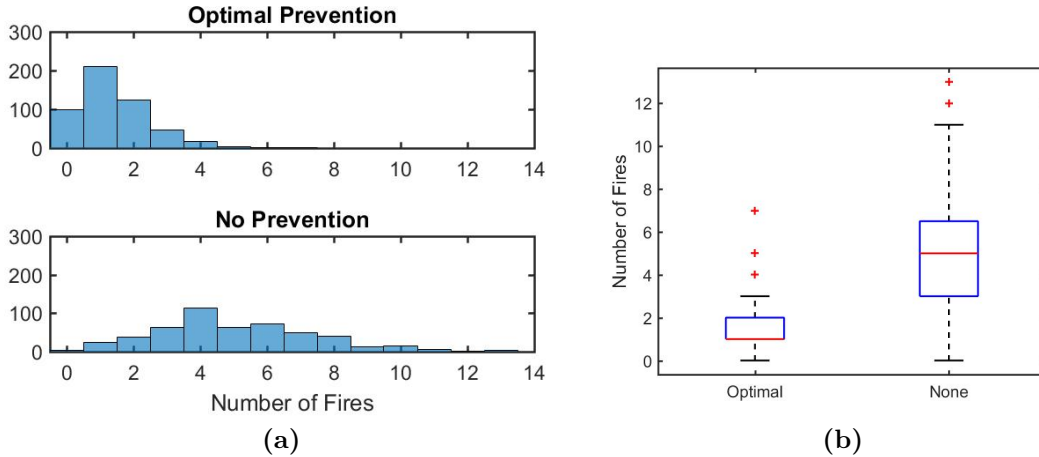 Optimal Prevention
300
200
100
0
0 2 4 6 8 10 12 14
No Prevention
300
200
100
0
0 2 4 6 8 10 12 14
Number of Fires
(a)
Number of Fires
12
10
8
6
4
2
0
Optimal None
(b)